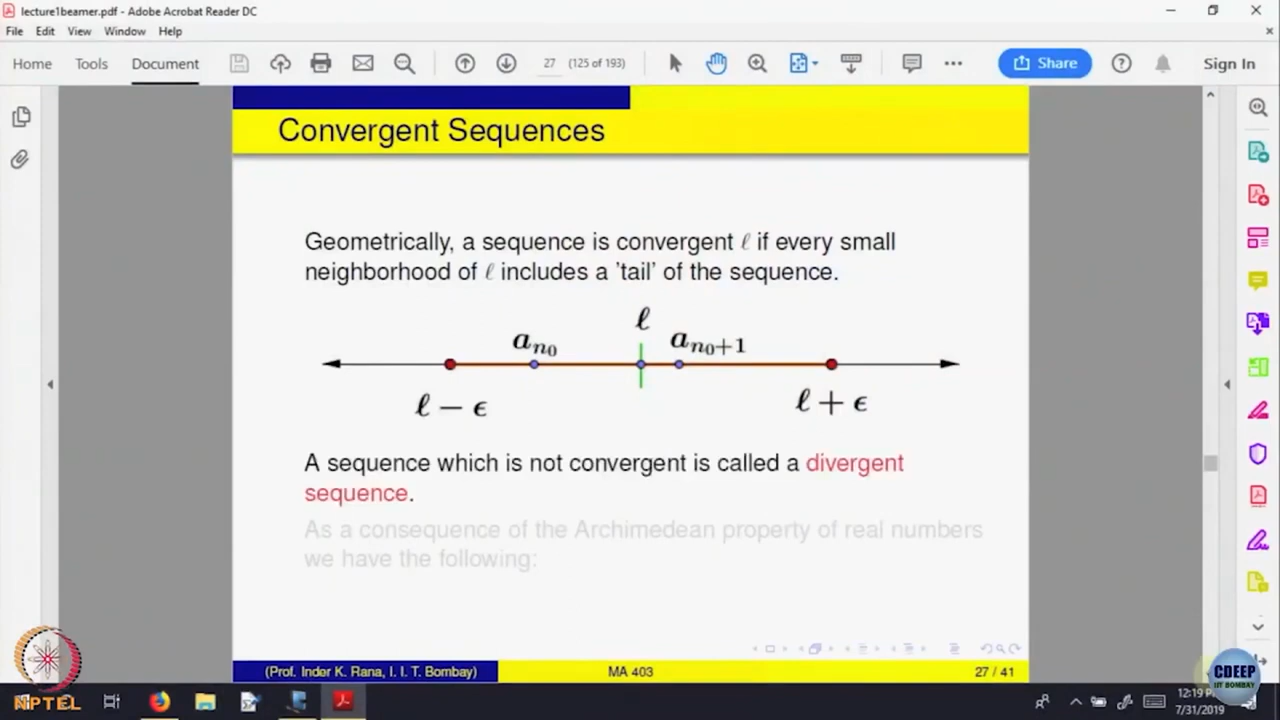 lecture1beamer.pdf - Adobe Acrobat Reader DC
File Edit View Window Help
Home Tools Document 27 (125 of 193) Share Sign In
Convergent Sequences
Geometrically, a sequence is convergent ℓ if every small
neighborhood of ℓ includes a 'tail' of the sequence.
ℓ
a_{n_0} a_{n_0+1}
ℓ − ϵ ℓ + ϵ
A sequence which is not convergent is called a divergent
sequence.
As a consequence of the Archimedean property of real numbers
we have the following:
(Prof. Inder K. Rana, I. I. T. Bombay) MA 403 27 / 41
NPTEL
CDEEP
IIT BOMBAY
12:19 P
7/31/2019